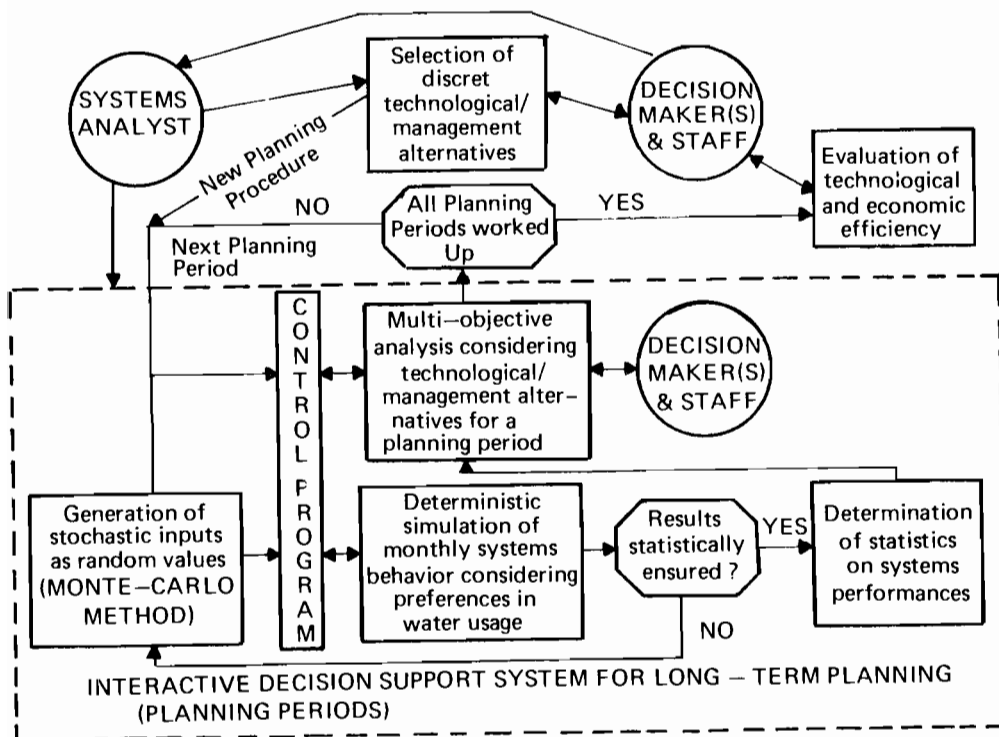 SYSTEMS
ANALYST
Selection of
discret
technological/
management
alternatives
DECISION
MAKER(S)
& STAFF
Evaluation of
technological
and economic
efficiency
New Planning
Procedure
NO
All Planning
Periods worked
Up
YES
Next Planning
Period
CONTROL PROGRAM
Multi–objective
analysis considering
technological/
management alter–
natives for a
planning period
DECISION
MAKER(S)
& STAFF
Generation of
stochastic inputs
as random values
(MONTE–CARLO
METHOD)
Deterministic
simulation of
monthly systems
behavior considering
preferences in
water usage
Results
statistically
ensured ?
YES
NO
Determination
of statistics
on systems
performances
INTERACTIVE DECISION SUPPORT SYSTEM FOR LONG – TERM PLANNING
(PLANNING PERIODS)